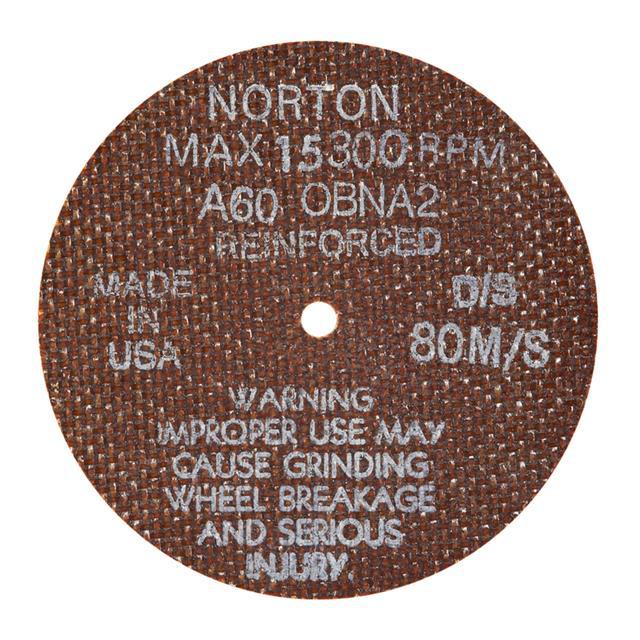 NORTON
MAX 15300 RPM
A60 OBNA2
REINFORCED
MADE
IN
USA
D/S
80M/S
WARNING
IMPROPER USE MAY
CAUSE GRINDING
WHEEL BREAKAGE
AND SERIOUS
INJURY.